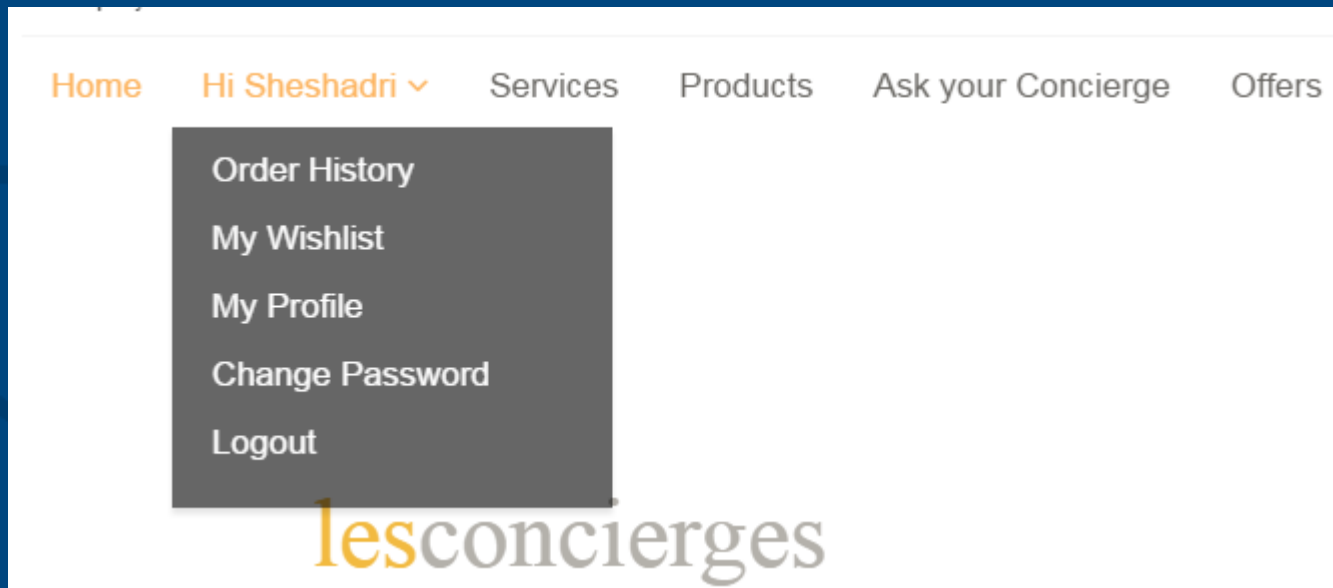 Home Hi Sheshadri Services Products Ask your Concierge Offers
Order History
My Wishlist
My Profile
Change Password
Logout
lesconcierges